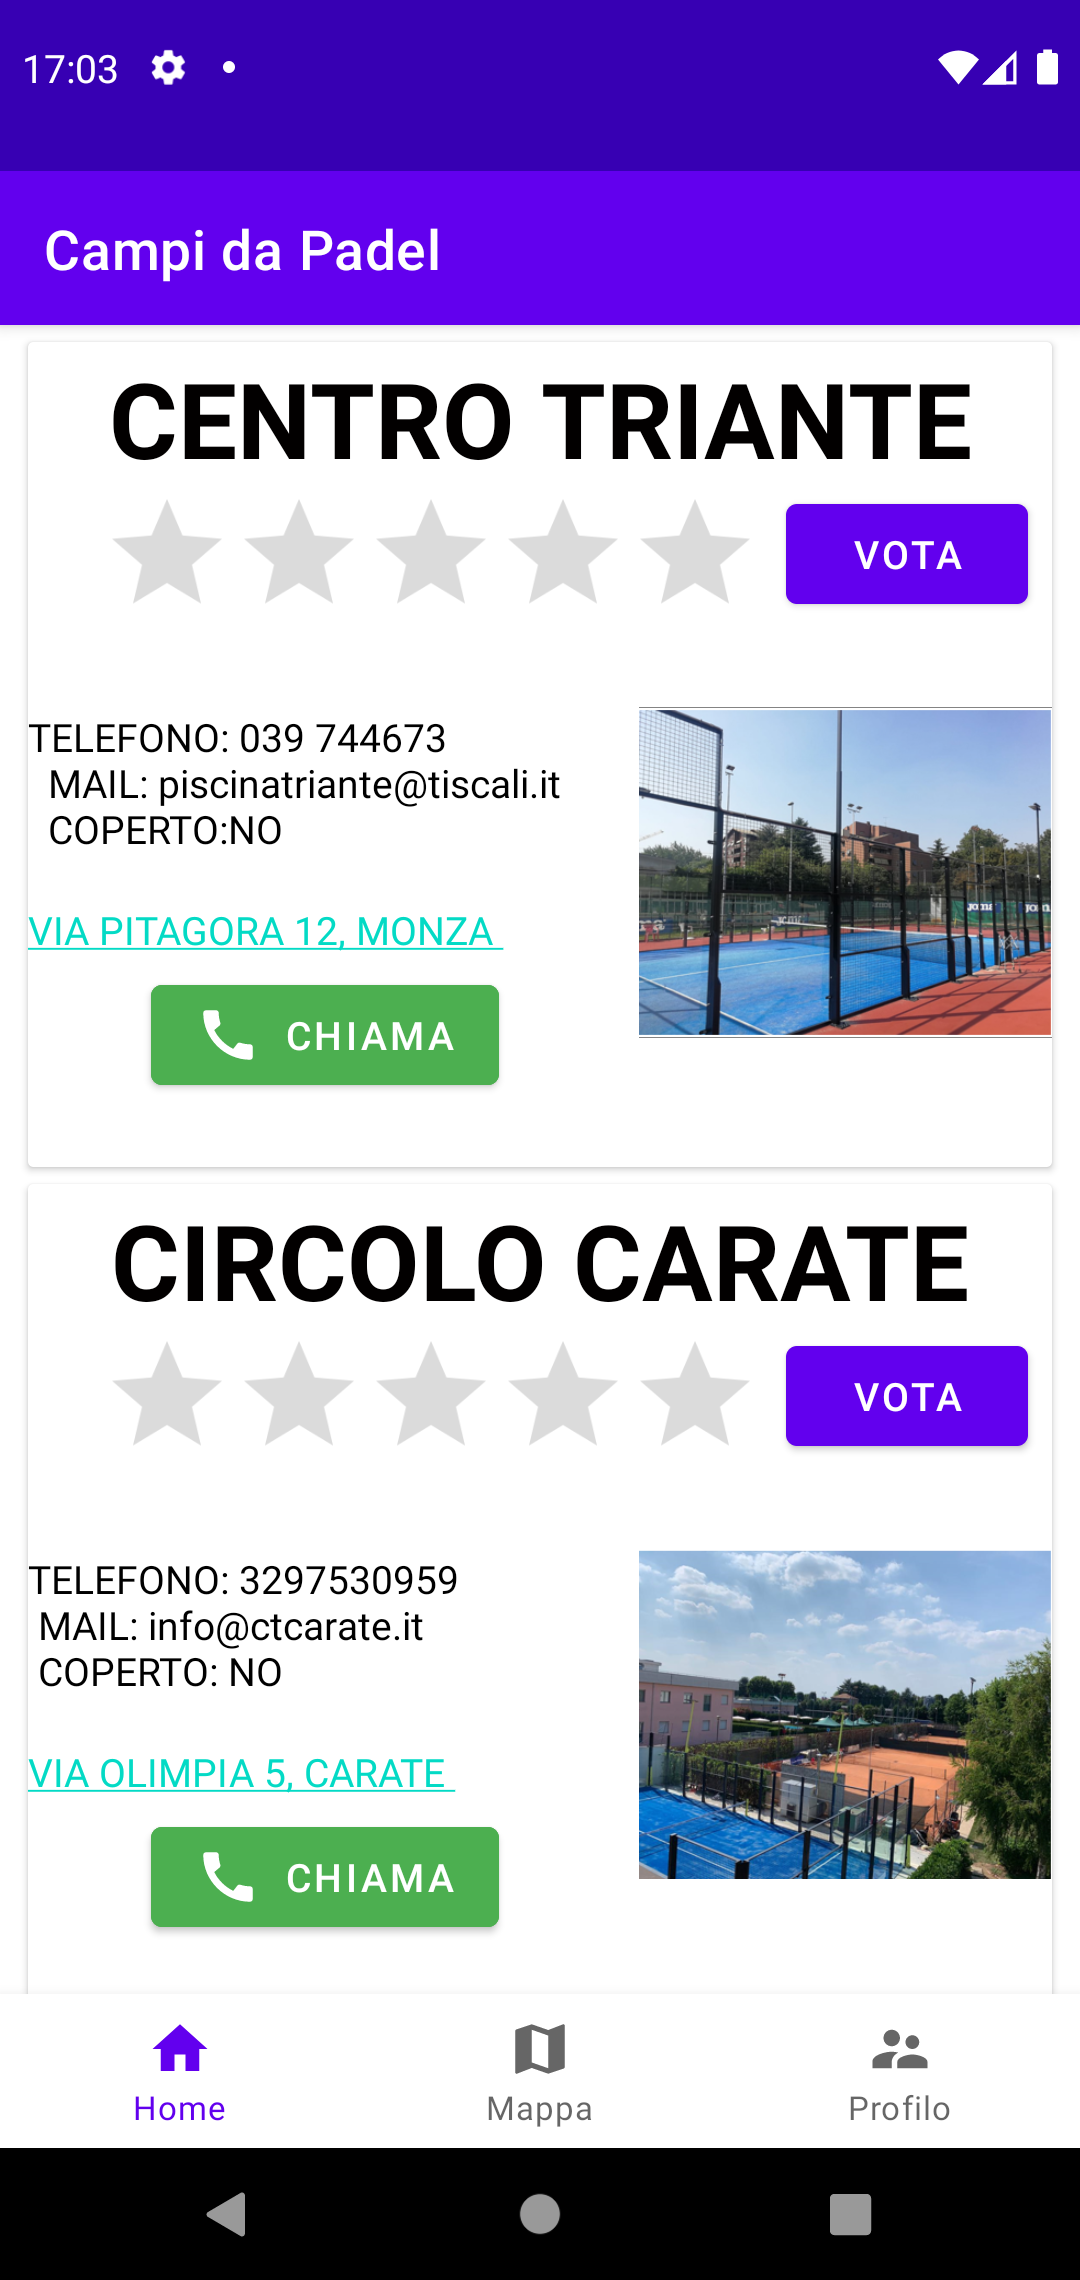 17:03
Campi da Padel
CENTRO TRIANTE
VOTA
TELEFONO: 039 744673
MAIL: piscinatriante@tiscali.it
COPERTO:NO
VIA PITAGORA 12, MONZA
CHIAMA
CIRCOLO CARATE
VOTA
TELEFONO: 3297530959
MAIL: info@ctcarate.it
COPERTO: NO
VIA OLIMPIA 5, CARATE
CHIAMA
Home
Mappa
Profilo